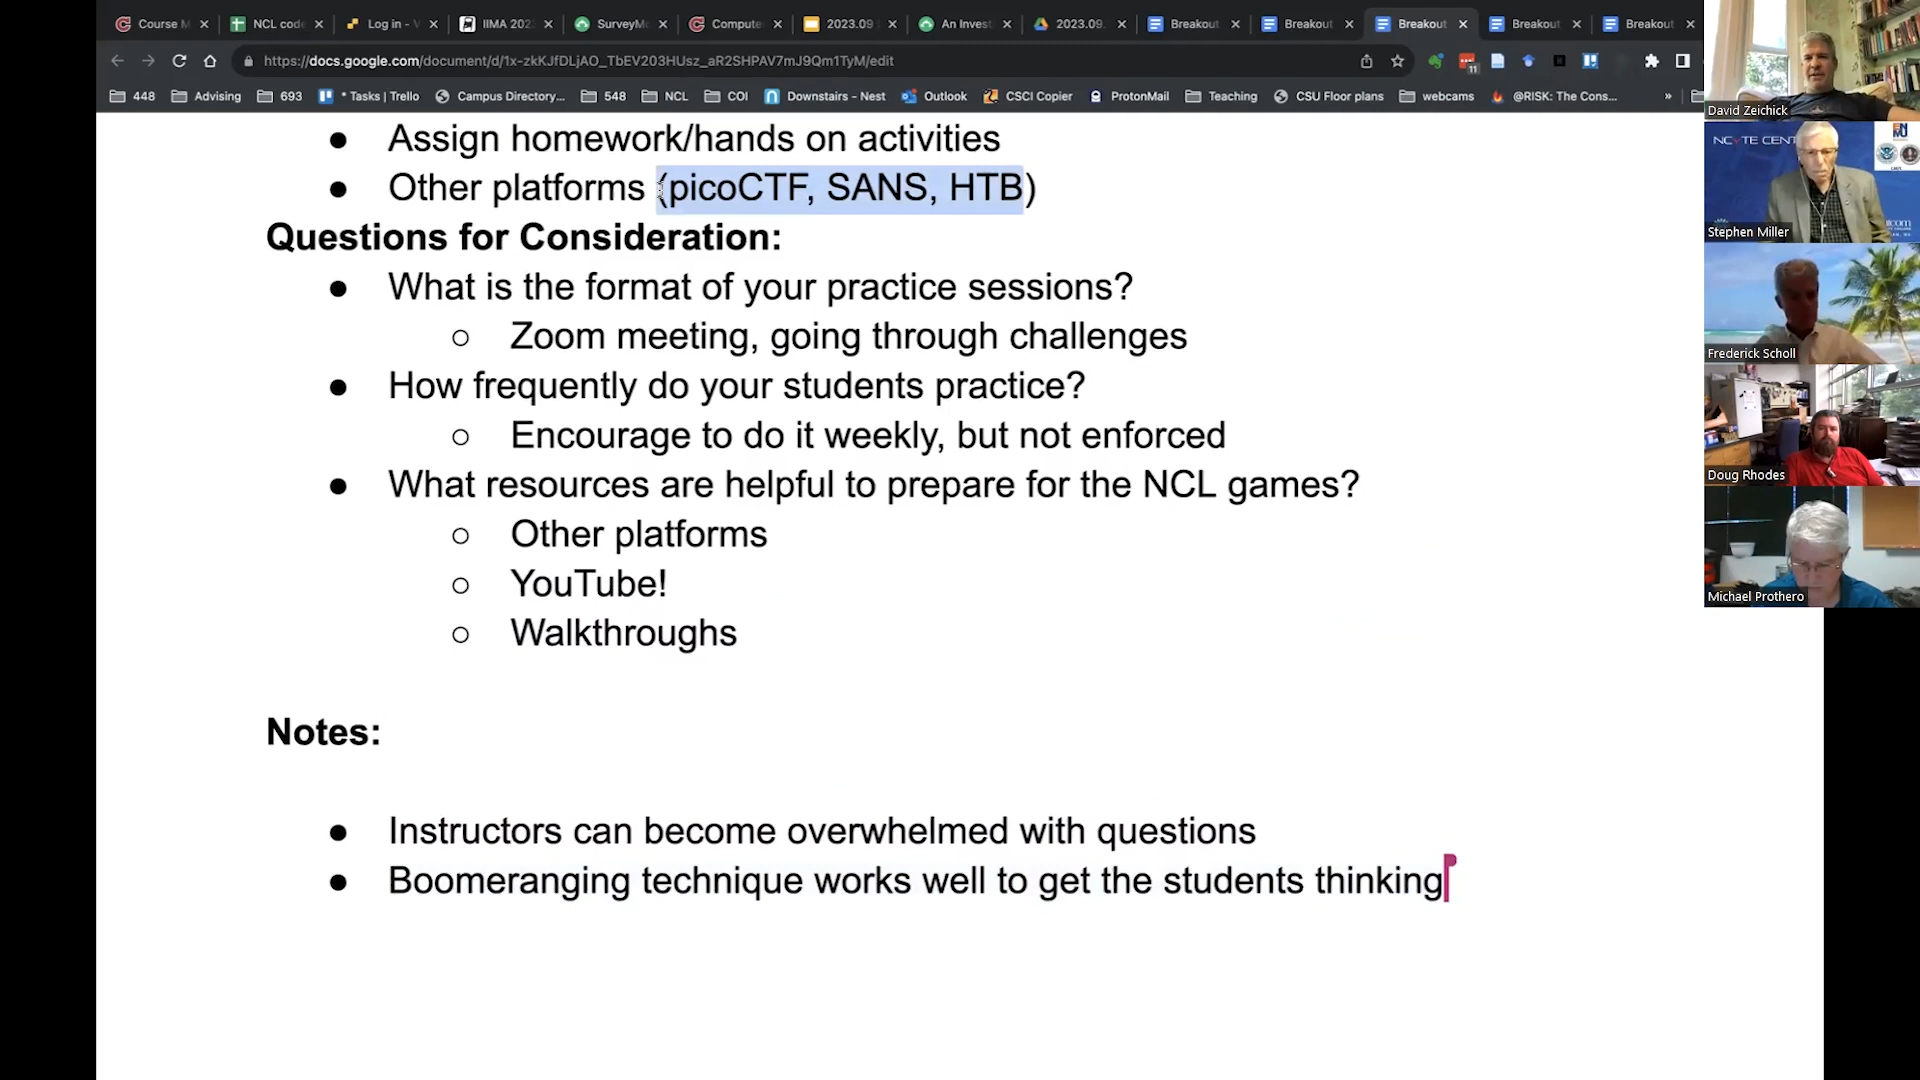 Course M
NCL code
Log in - V
IIMA 202
SurveyMo
Compute
2023.09
An Invest
2023.09.
Breakout
Breakout
Breakout
Breakout
Breakout
https://docs.google.com/document/d/1x-zkKJfDLjAO_TbEV203HUsz_aR2SHPAV7mJ9Qm1TyM/edit
11
448
Advising
693
* Tasks | Trello
Campus Directory...
548
NCL
COI
Downstairs - Nest
Outlook
CSCI Copier
ProtonMail
Teaching
CSU Floor plans
webcams
@RISK: The Cons...
»
● Assign homework/hands on activities
● Other platforms (picoCTF, SANS, HTB)
Questions for Consideration:
● What is the format of your practice sessions?
○ Zoom meeting, going through challenges
● How frequently do your students practice?
○ Encourage to do it weekly, but not enforced
● What resources are helpful to prepare for the NCL games?
○ Other platforms
○ YouTube!
○ Walkthroughs
Notes:
● Instructors can become overwhelmed with questions
● Boomeranging technique works well to get the students thinking
David Zeichick
Stephen Miller
Frederick Scholl
Doug Rhodes
Michael Prothero